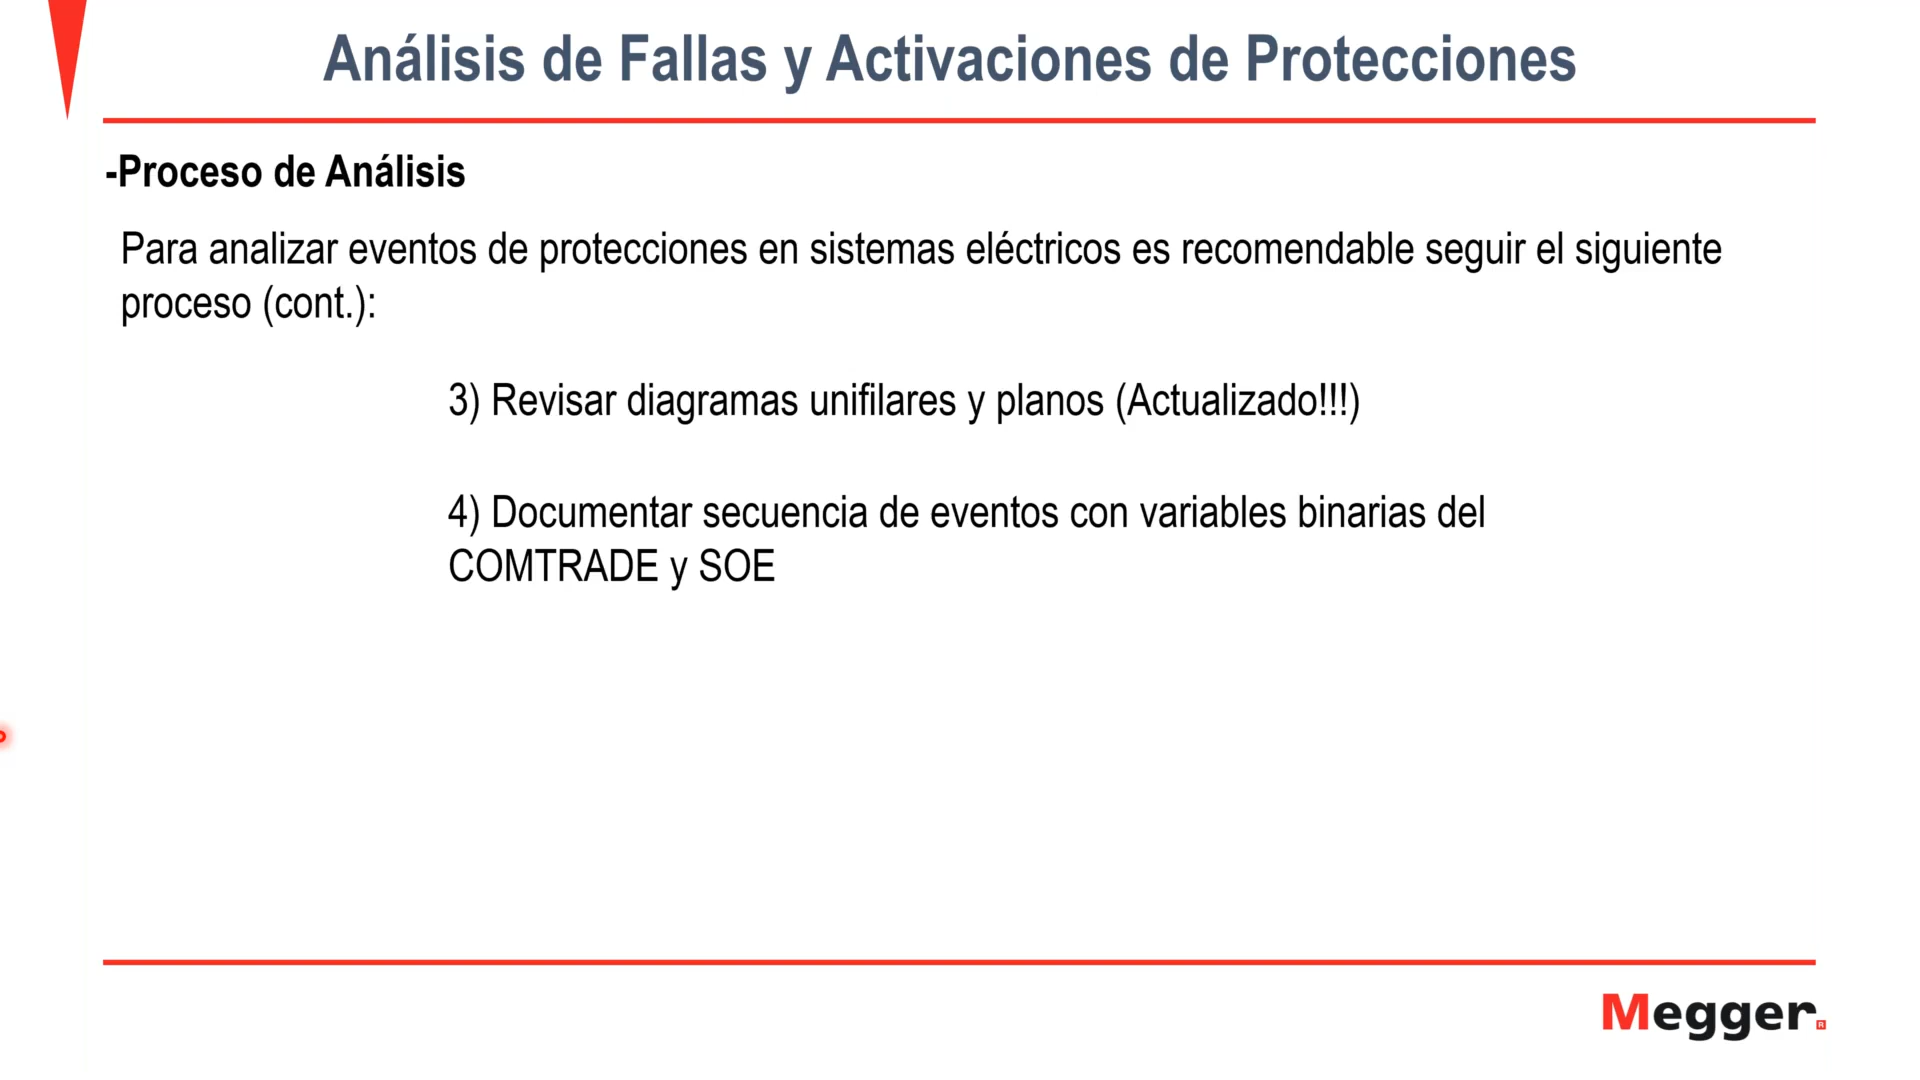 Análisis de Fallas y Activaciones de Protecciones
-Proceso de Análisis
Para analizar eventos de protecciones en sistemas eléctricos es recomendable seguir el siguiente
proceso (cont.):
3) Revisar diagramas unifilares y planos (Actualizado!!!)
4) Documentar secuencia de eventos con variables binarias del
COMTRADE y SOE
Megger®